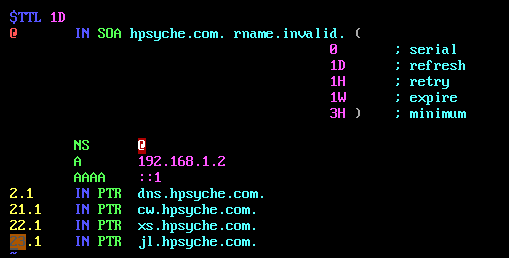 $TTL 1D
@ IN SOA hpsyche.com. rname.invalid. (
0 ; serial
1D ; refresh
1H ; retry
1W ; expire
3H ) ; minimum
NS @
A 192.168.1.2
AAAA ::1
2.1 IN PTR dns.hpsyche.com.
21.1 IN PTR cw.hpsyche.com.
22.1 IN PTR xs.hpsyche.com.
23.1 IN PTR jl.hpsyche.com.
~